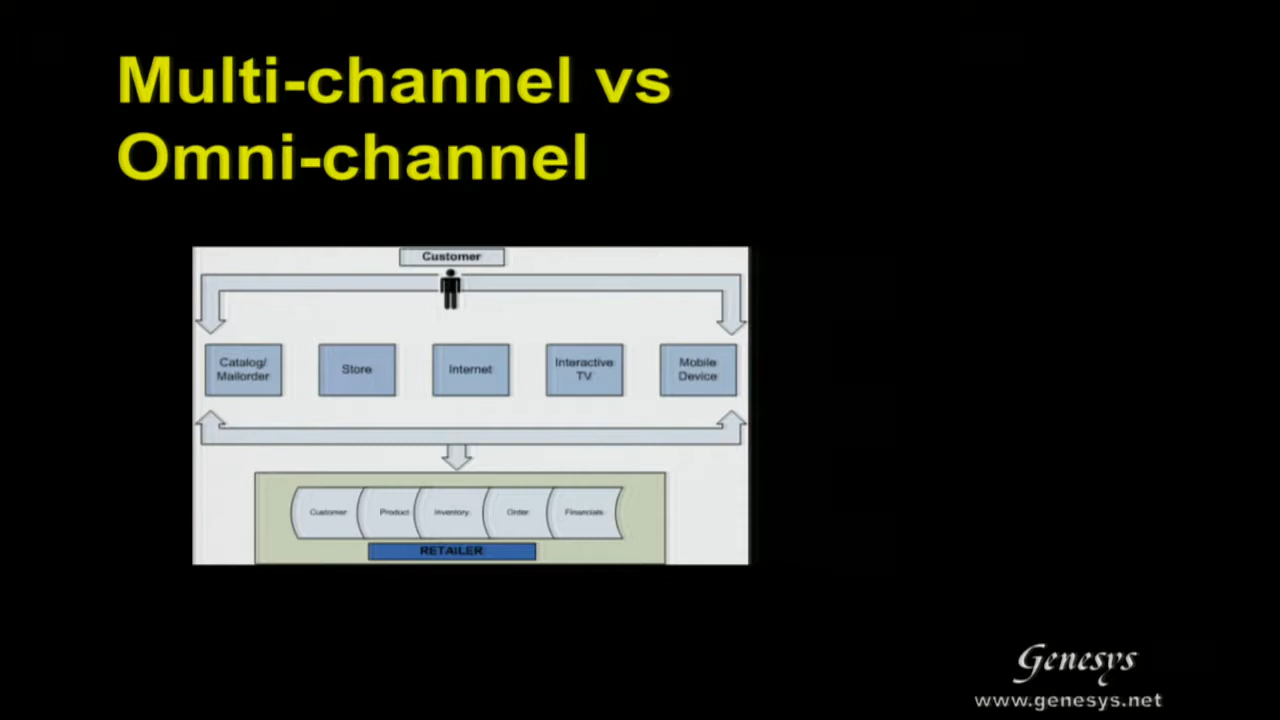 Multi-channel vs
Omni-channel
Customer
Catalog/
Mailorder
Store
Internet
Interactive
TV
Mobile
Device
Customer
Product
Inventory
Order
Financials
RETAILER
Genesys
www.genesys.net